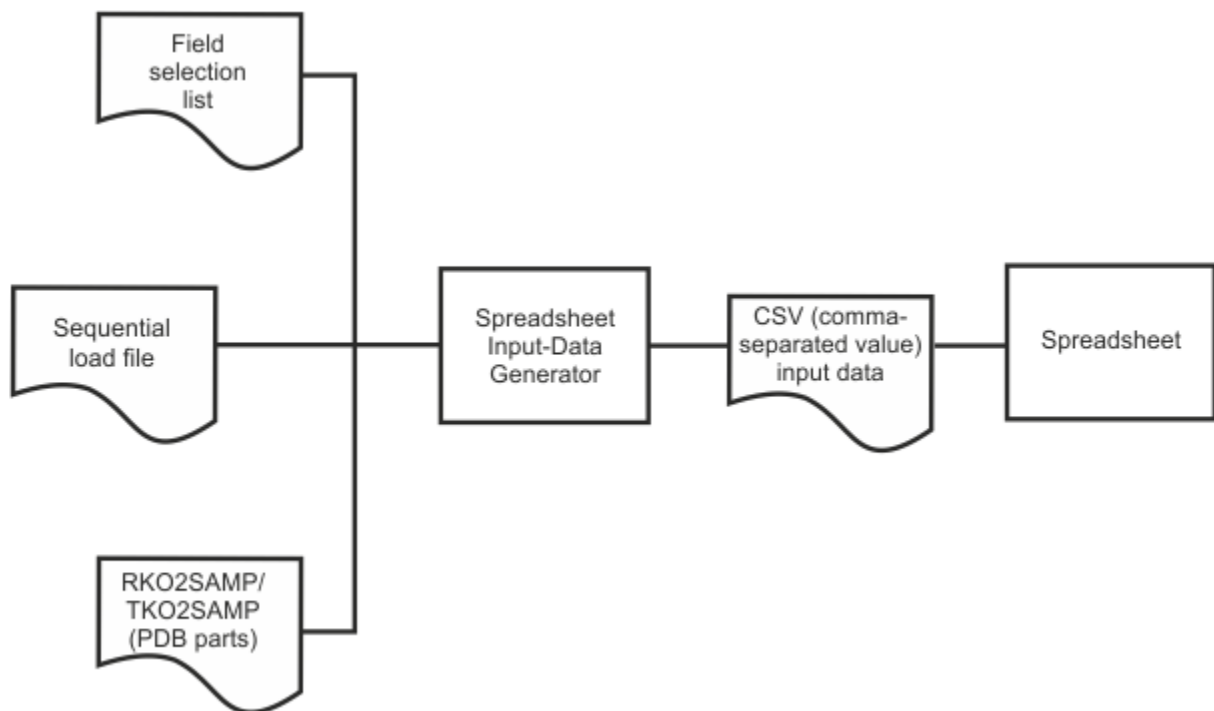 Field
selection
list
Sequential
load file
Spreadsheet
Input-Data
Generator
CSV (comma-
separated value)
input data
Spreadsheet
RKO2SAMP/
TKO2SAMP
(PDB parts)